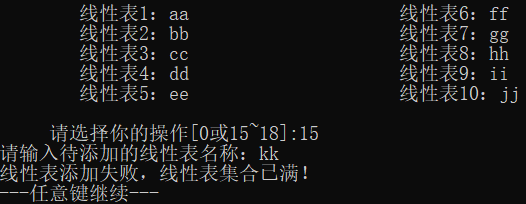 线性表1：aa 线性表6：ff
线性表2：bb 线性表7：gg
线性表3：cc 线性表8：hh
线性表4：dd 线性表9：ii
线性表5：ee 线性表10：jj
请选择你的操作[0或15~18]:15
请输入待添加的线性表名称：kk
线性表添加失败，线性表集合已满！
---任意键继续---